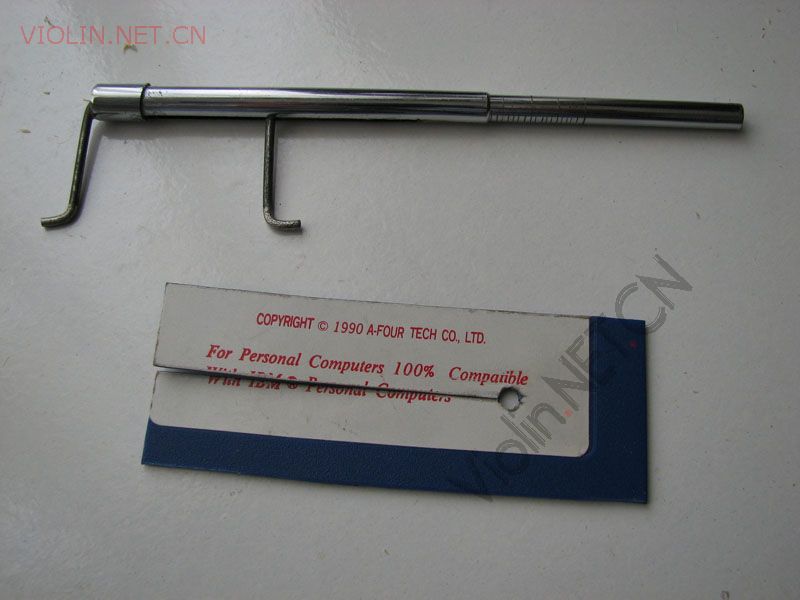 VIOLIN.NET.CN
COPYRIGHT © 1990 A-FOUR TECH CO., LTD.
For Personal Computers 100% Compatible
With IBM ® Personal Computers
Violin.NET.CN